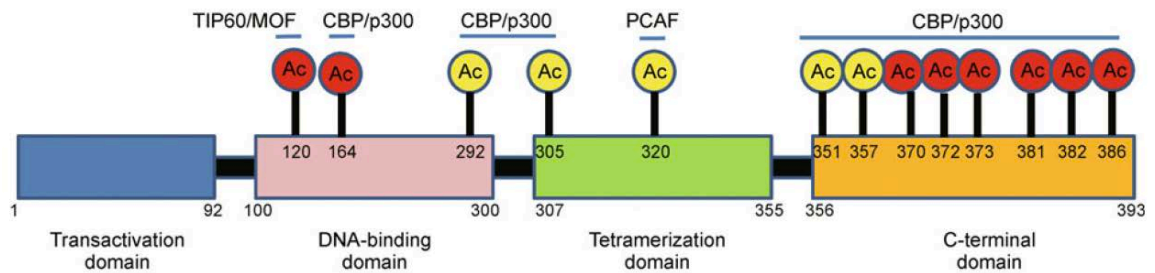 TIP60/MOF CBP/p300 CBP/p300 PCAF CBP/p300
Ac Ac Ac Ac Ac Ac Ac Ac Ac Ac Ac Ac Ac
120 164 292 305 320 351 357 370 372 373 381 382 386
1 92 100 300 307 355 356 393
Transactivation DNA-binding Tetramerization C-terminal
domain domain domain domain